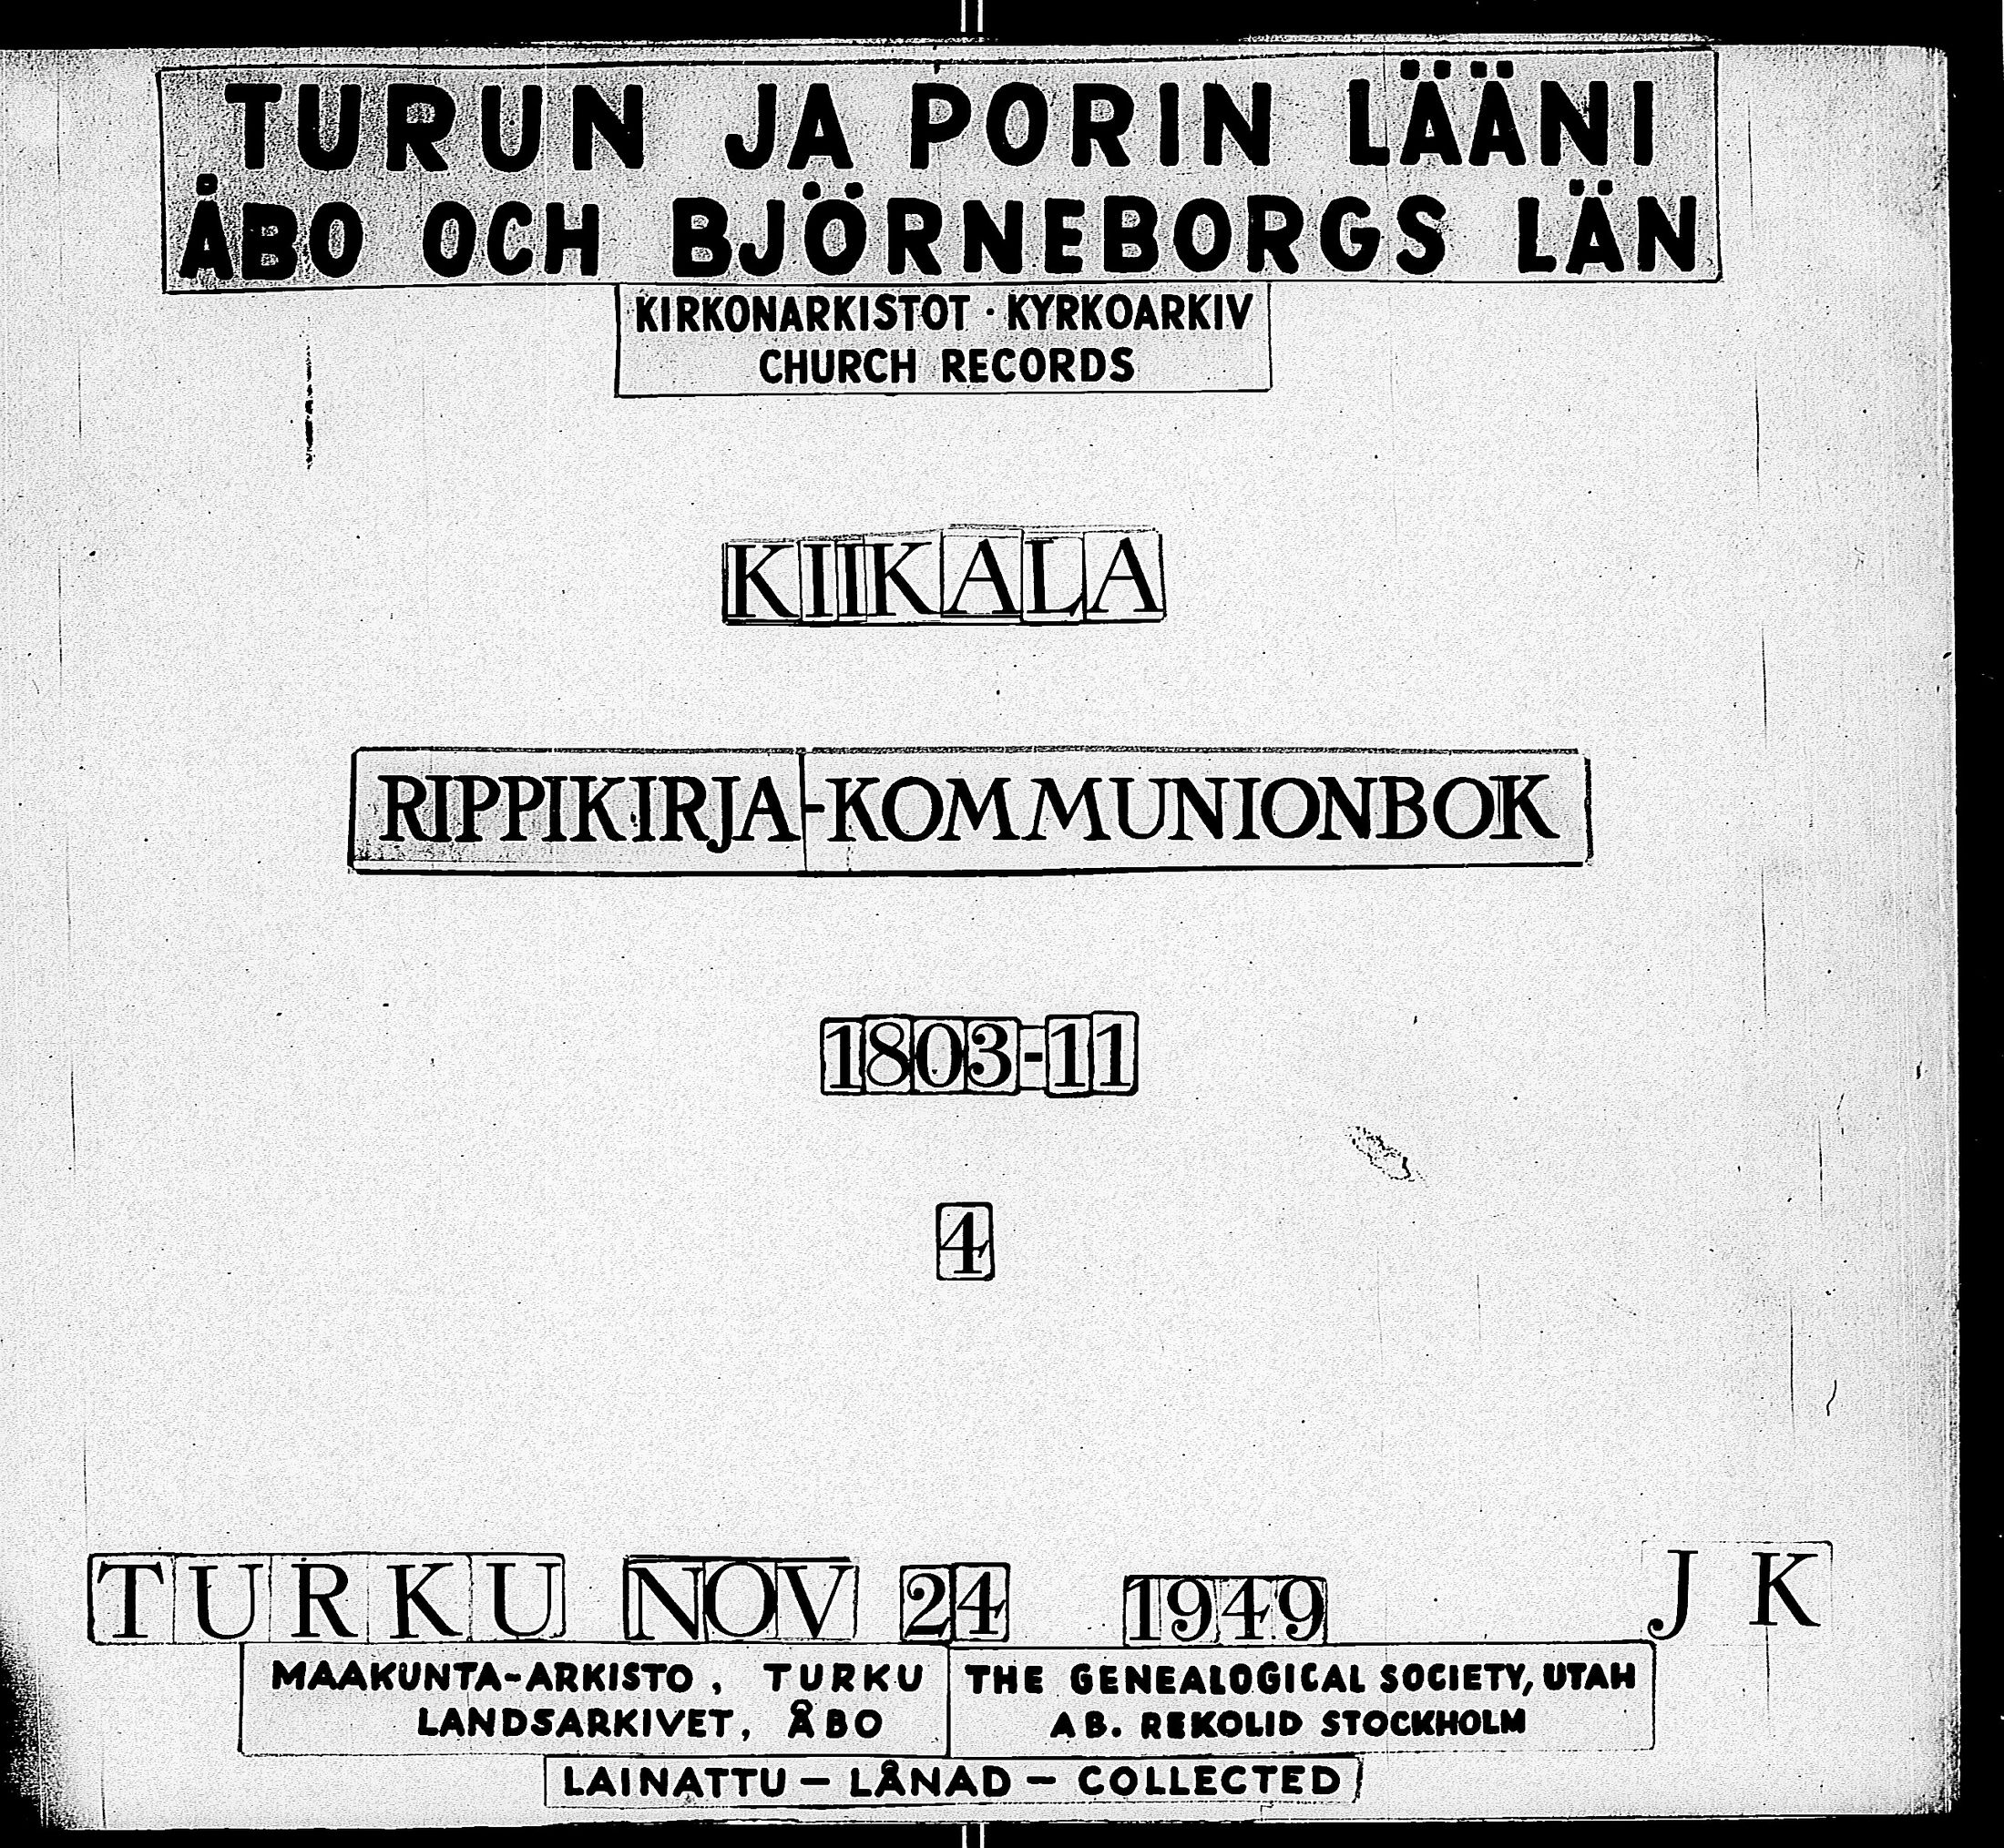 TURUN JA PORIN LÄÄNI
ÅBO OCH BJÖRNEBORGS LÄN
KIRKONARKISTOT · KYRKOARKIV
CHURCH RECORDS
KIIKALA
RIPPIKIRJA-KOMMUNIONBOK
1803-11
4
TURKU NOV 24 1949 J K
MAAKUNTA-ARKISTO, TURKU
LANDSARKIVET, ÅBO
THE GENEALOGICAL SOCIETY, UTAH
AB. REKOLID STOCKHOLM
LAINATTU — LÅNAD — COLLECTED